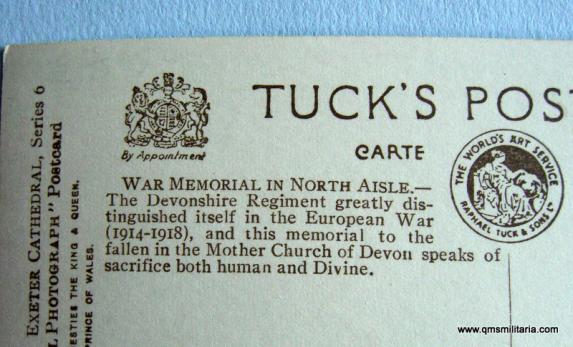 TUCK'S POS
By Appointment
CARTE
THE WORLD'S ART SERVICE
RAPHAEL TUCK & SONS Ld
WAR MEMORIAL IN NORTH AISLE.—
The Devonshire Regiment greatly dis-
tinguished itself in the European War
(1914-1918), and this memorial to the
fallen in the Mother Church of Devon speaks of
sacrifice both human and Divine.
EXETER CATHEDRAL, Series 6
L PHOTOGRAPH" Postcard
ESTIES THE KING & QUEEN.
PRINCE OF WALES.
www.qmsmilitaria.com